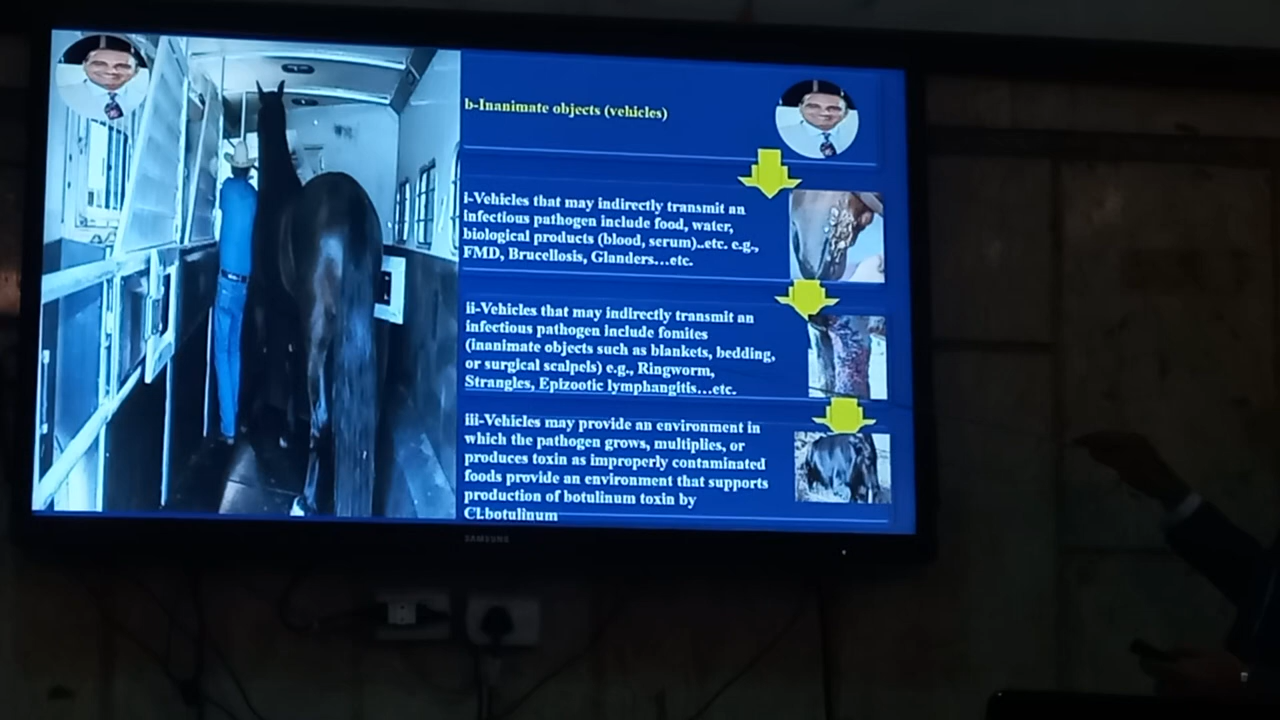 b-Inanimate objects (vehicles)
i-Vehicles that may indirectly transmit an
infectious pathogen include food, water,
biological products (blood, serum)..etc. e.g.,
FMD, Brucellosis, Glanders...etc.
ii-Vehicles that may indirectly transmit an
infectious pathogen include fomites
(inanimate objects such as blankets, bedding,
or surgical scalpels) e.g., Ringworm,
Strangles, Epizootic lymphangitis...etc.
iii-Vehicles may provide an environment in
which the pathogen grows, multiplies, or
produces toxin as improperly contaminated
foods provide an environment that supports
production of botulinum toxin by
Cl.botulinum
SAMSUNG